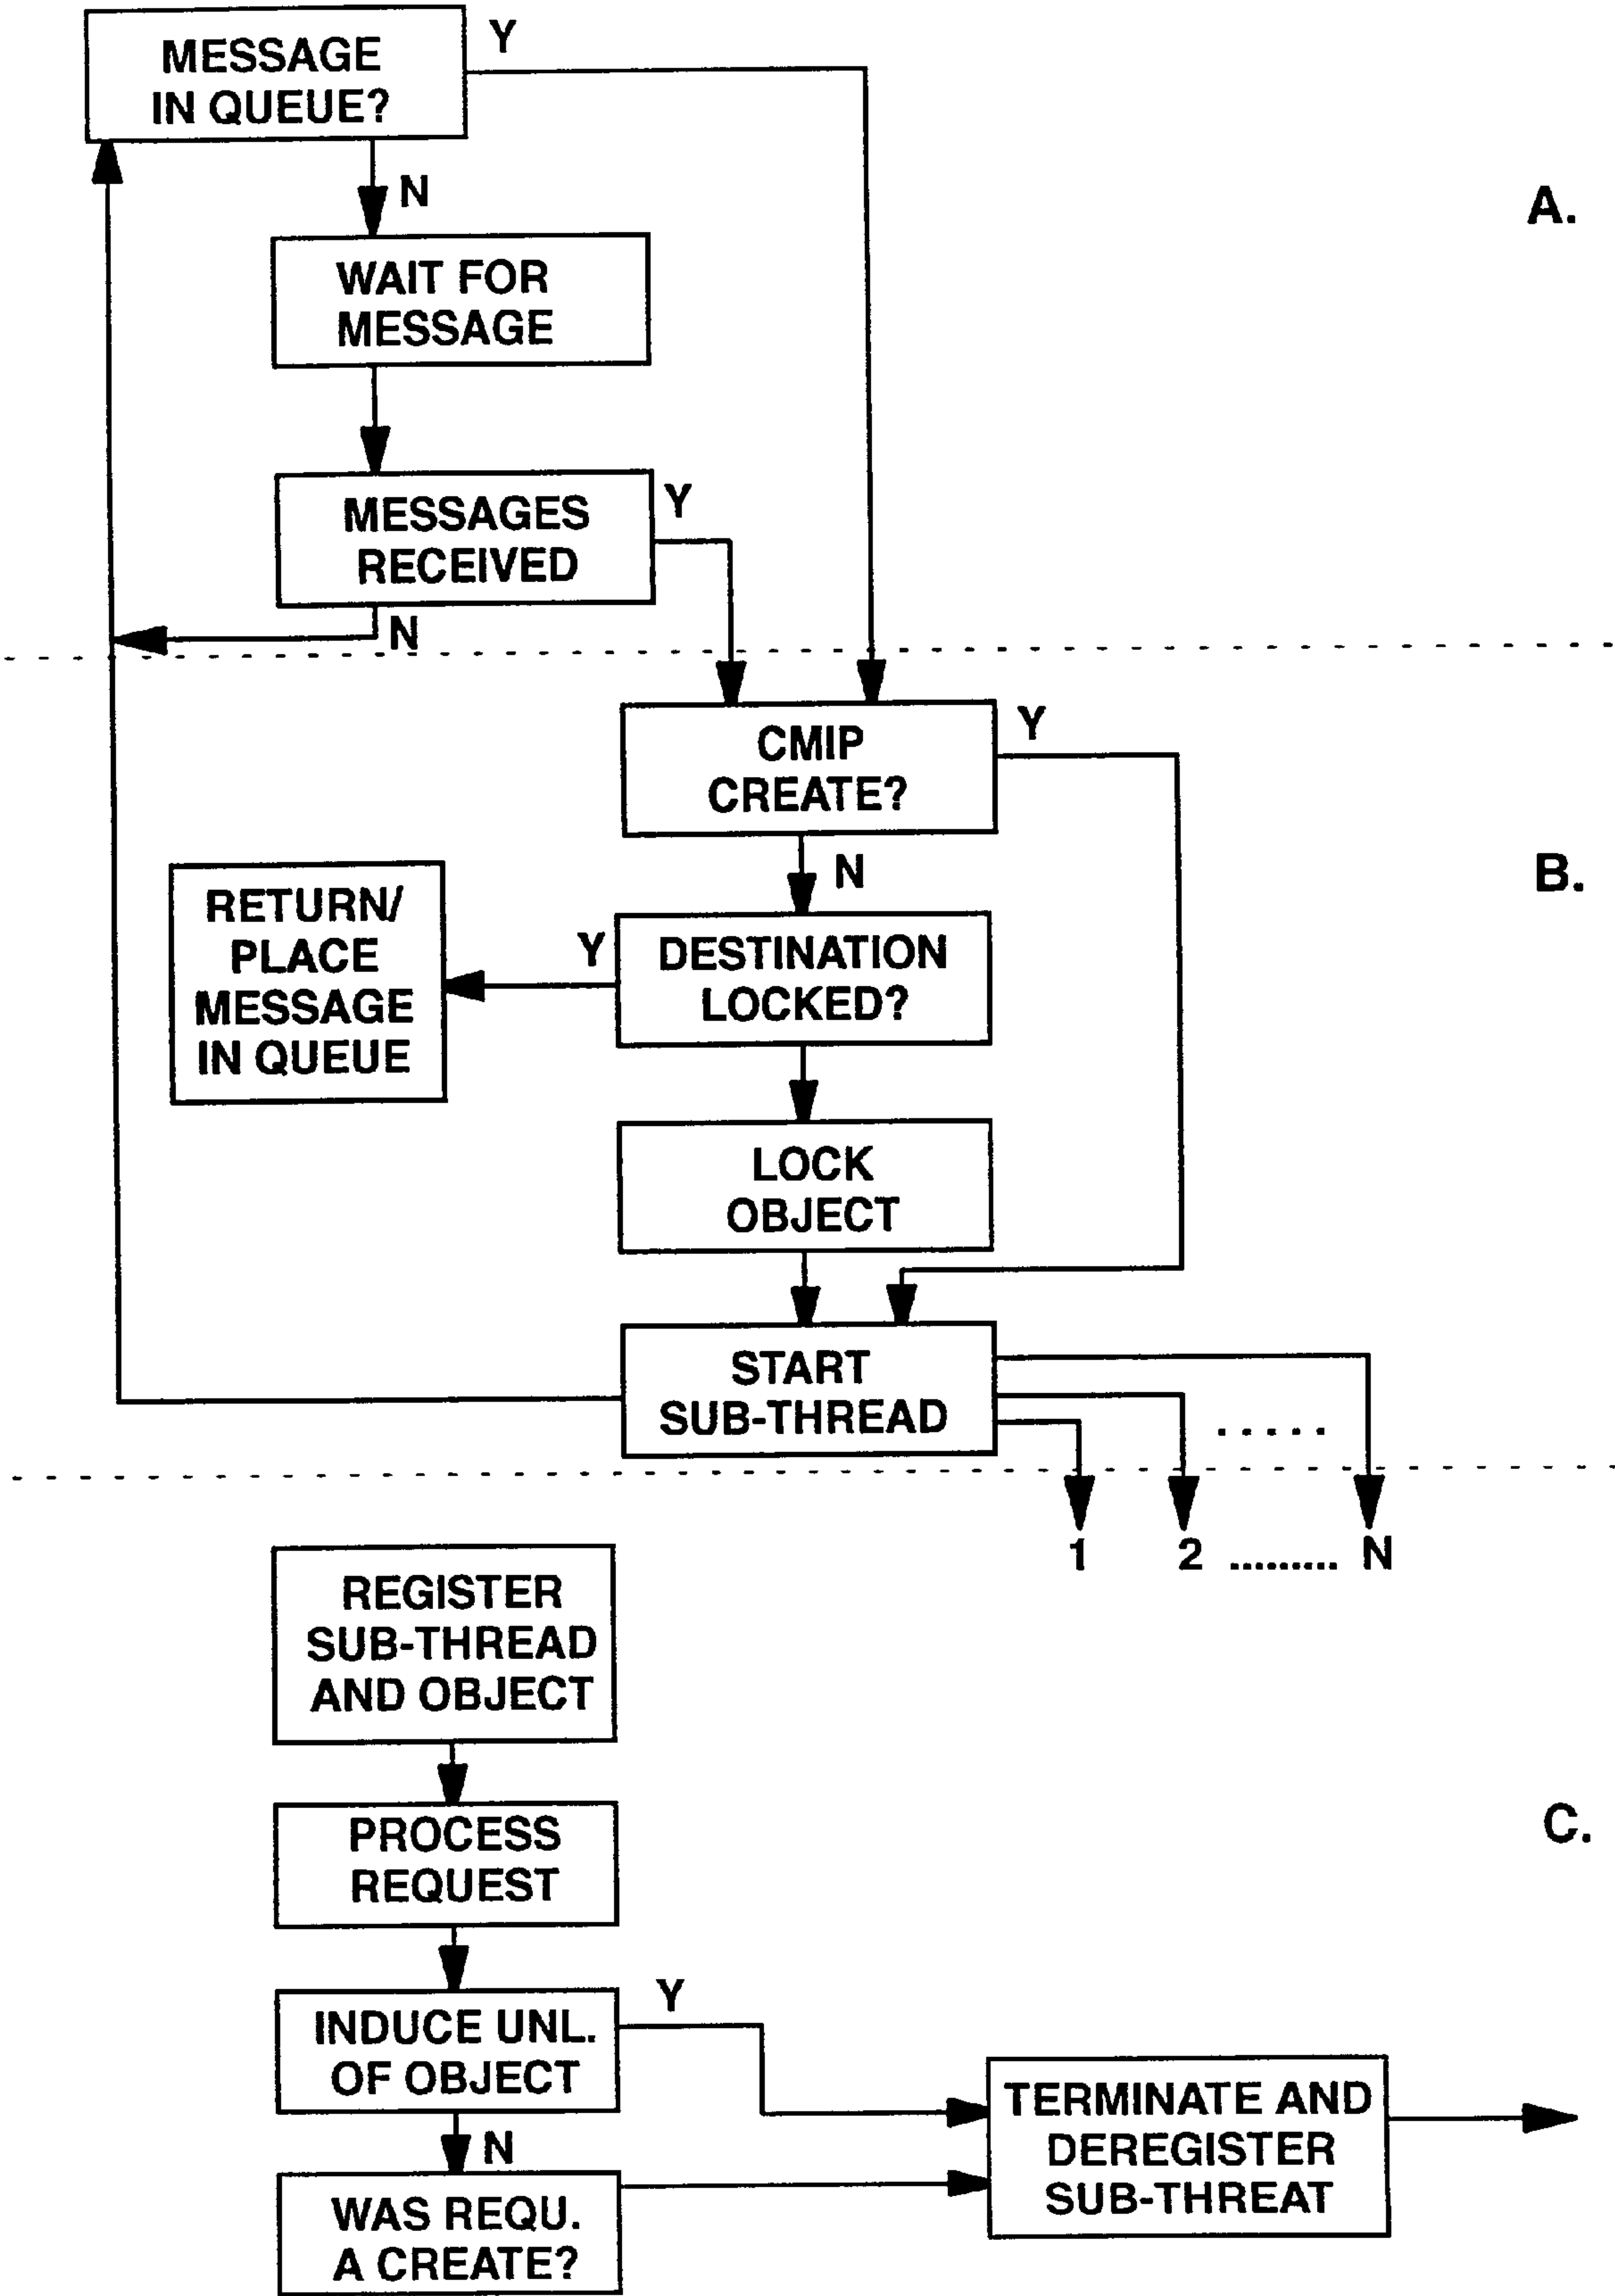 MESSAGE
IN QUEUE?
Y
N
A.
WAIT FOR
MESSAGE
MESSAGES
RECEIVED
Y
N
CMIP
CREATE?
Y
N
B.
RETURN/
PLACE
MESSAGE
IN QUEUE
Y
DESTINATION
LOCKED?
LOCK
OBJECT
START
SUB-THREAD
.....
1 2 ......... N
REGISTER
SUB-THREAD
AND OBJECT
PROCESS
REQUEST
C.
INDUCE UNL.
OF OBJECT
Y
N
TERMINATE AND
DEREGISTER
SUB-THREAT
WAS REQU.
A CREATE?